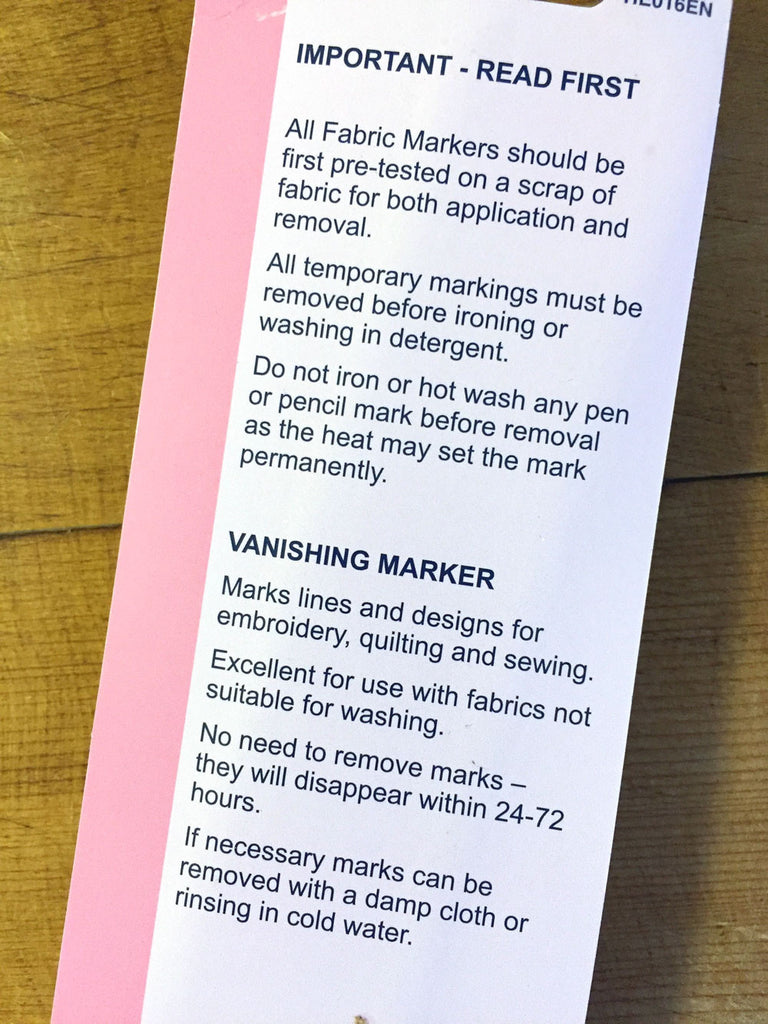 IMPORTANT - READ FIRST
All Fabric Markers should be
first pre-tested on a scrap of
fabric for both application and
removal.
All temporary markings must be
removed before ironing or
washing in detergent.
Do not iron or hot wash any pen
or pencil mark before removal
as the heat may set the mark
permanently.
VANISHING MARKER
Marks lines and designs for
embroidery, quilting and sewing.
Excellent for use with fabrics not
suitable for washing.
No need to remove marks –
they will disappear within 24-72
hours.
If necessary marks can be
removed with a damp cloth or
rinsing in cold water.